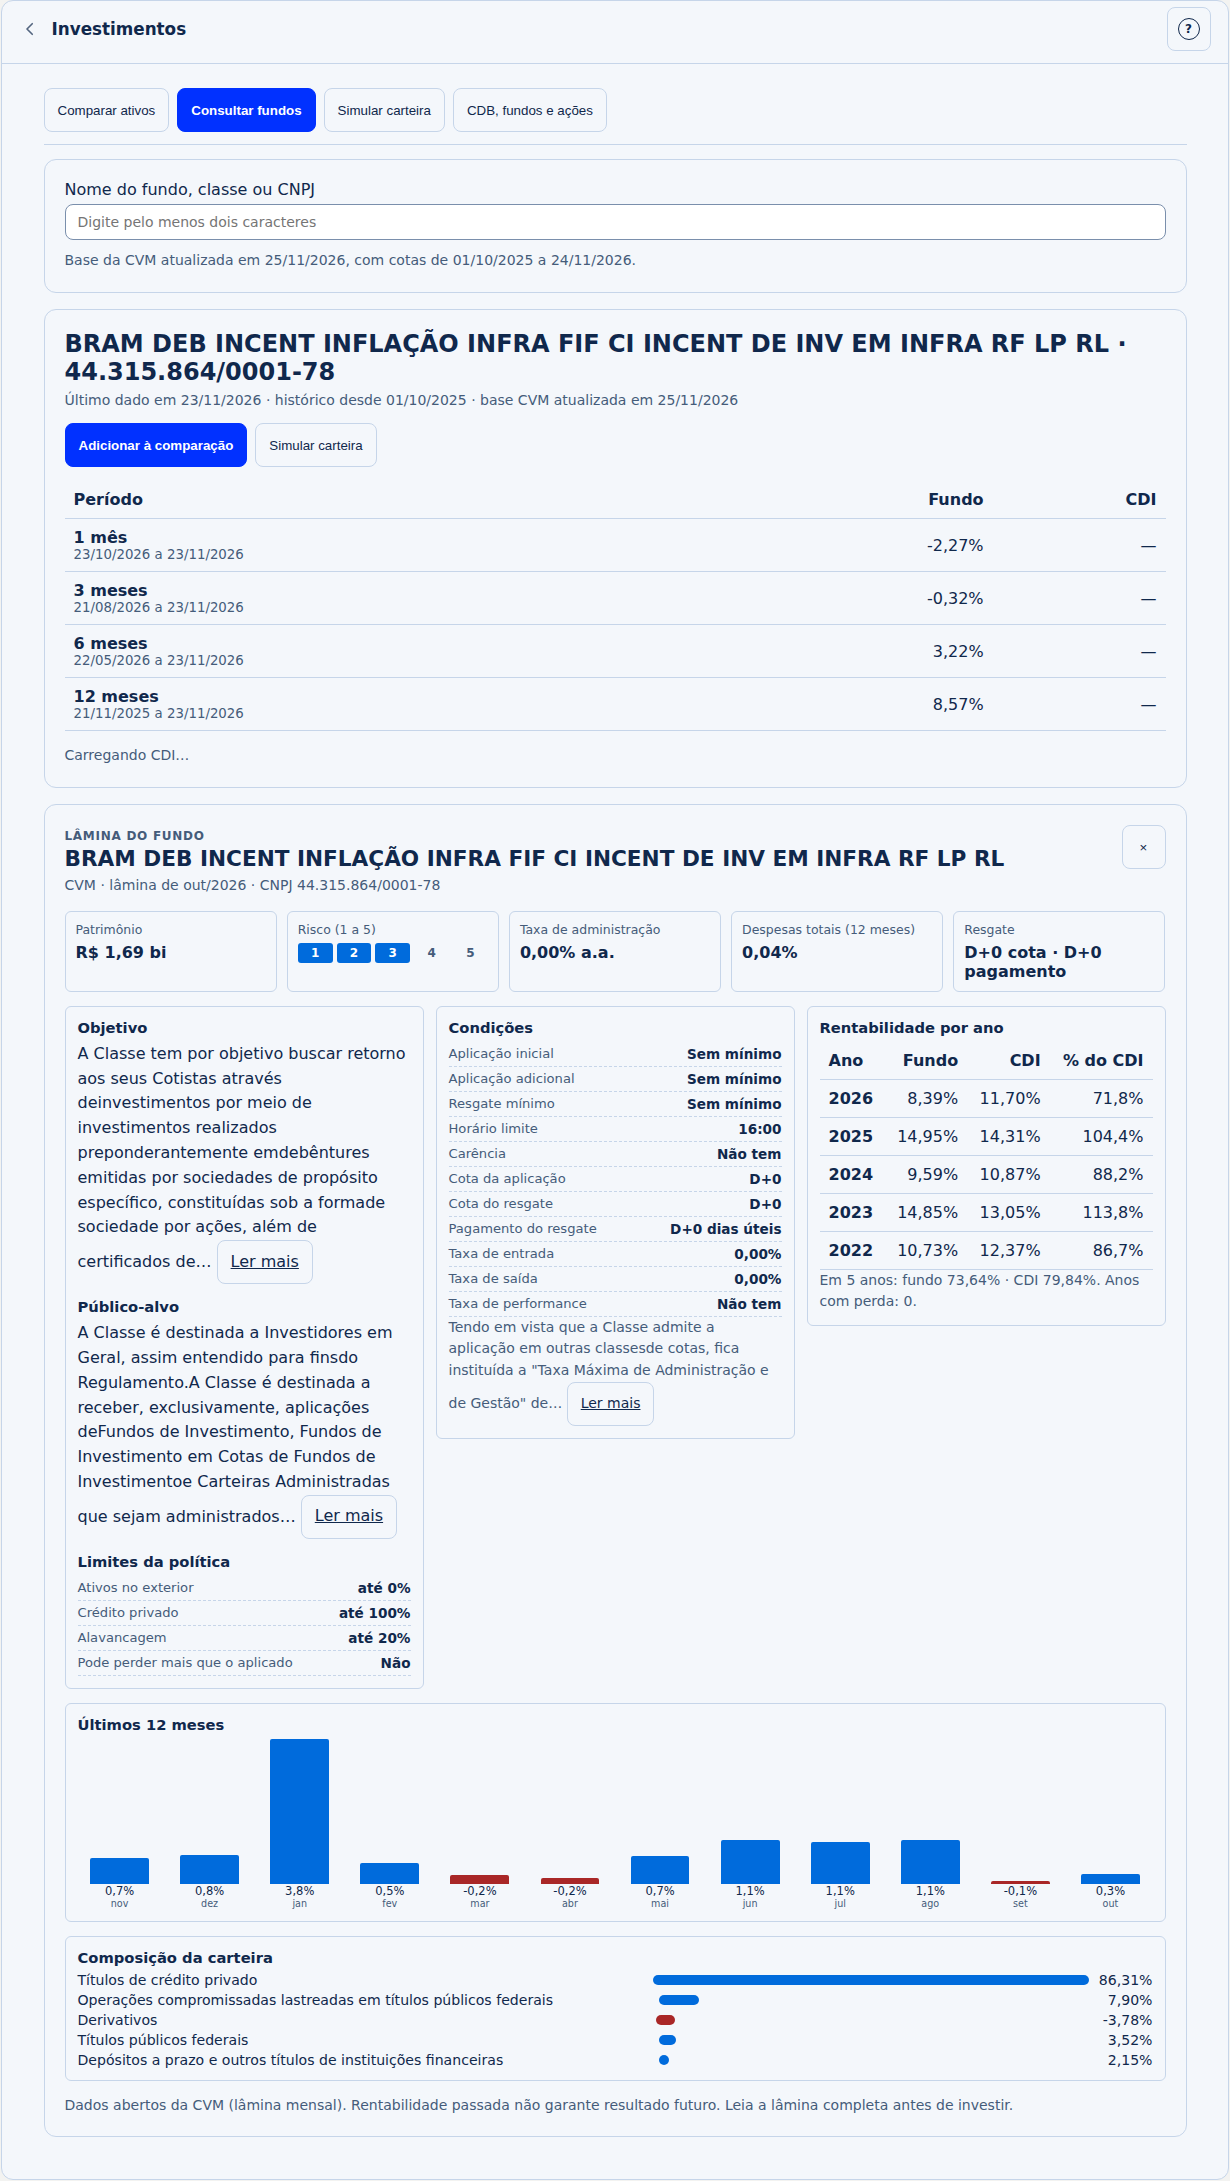 Investimentos
?
Comparar ativos
Consultar fundos
Simular carteira
CDB, fundos e ações
Nome do fundo, classe ou CNPJ
Digite pelo menos dois caracteres
Base da CVM atualizada em 25/11/2026, com cotas de 01/10/2025 a 24/11/2026.
BRAM DEB INCENT INFLAÇÃO INFRA FIF CI INCENT DE INV EM INFRA RF LP RL ·
44.315.864/0001-78
Último dado em 23/11/2026 · histórico desde 01/10/2025 · base CVM atualizada em 25/11/2026
Adicionar à comparação
Simular carteira
Período Fundo CDI
1 mês
23/10/2026 a 23/11/2026
-2,27% —
3 meses
21/08/2026 a 23/11/2026
-0,32% —
6 meses
22/05/2026 a 23/11/2026
3,22% —
12 meses
21/11/2025 a 23/11/2026
8,57% —
Carregando CDI…
LÂMINA DO FUNDO
BRAM DEB INCENT INFLAÇÃO INFRA FIF CI INCENT DE INV EM INFRA RF LP RL
CVM · lâmina de out/2026 · CNPJ 44.315.864/0001-78
×
Patrimônio
R$ 1,69 bi
Risco (1 a 5)
1 2 3 4 5
Taxa de administração
0,00% a.a.
Despesas totais (12 meses)
0,04%
Resgate
D+0 cota · D+0
pagamento
Objetivo
A Classe tem por objetivo buscar retorno
aos seus Cotistas através
deinvestimentos por meio de
investimentos realizados
preponderantemente emdebêntures
emitidas por sociedades de propósito
específico, constituídas sob a formade
sociedade por ações, além de
certificados de… Ler mais
Público-alvo
A Classe é destinada a Investidores em
Geral, assim entendido para finsdo
Regulamento.A Classe é destinada a
receber, exclusivamente, aplicações
deFundos de Investimento, Fundos de
Investimento em Cotas de Fundos de
Investimentoe Carteiras Administradas
que sejam administrados… Ler mais
Limites da política
Ativos no exterior até 0%
Crédito privado até 100%
Alavancagem até 20%
Pode perder mais que o aplicado Não
Condições
Aplicação inicial Sem mínimo
Aplicação adicional Sem mínimo
Resgate mínimo Sem mínimo
Horário limite 16:00
Carência Não tem
Cota da aplicação D+0
Cota do resgate D+0
Pagamento do resgate D+0 dias úteis
Taxa de entrada 0,00%
Taxa de saída 0,00%
Taxa de performance Não tem
Tendo em vista que a Classe admite a
aplicação em outras classesde cotas, fica
instituída a "Taxa Máxima de Administração e
de Gestão" de… Ler mais
Rentabilidade por ano
Ano Fundo CDI % do CDI
2026 8,39% 11,70% 71,8%
2025 14,95% 14,31% 104,4%
2024 9,59% 10,87% 88,2%
2023 14,85% 13,05% 113,8%
2022 10,73% 12,37% 86,7%
Em 5 anos: fundo 73,64% · CDI 79,84%. Anos
com perda: 0.
Últimos 12 meses
0,7% 0,8% 3,8% 0,5% -0,2% -0,2% 0,7% 1,1% 1,1% 1,1% -0,1% 0,3%
nov dez jan fev mar abr mai jun jul ago set out
Composição da carteira
Títulos de crédito privado 86,31%
Operações compromissadas lastreadas em títulos públicos federais 7,90%
Derivativos -3,78%
Títulos públicos federais 3,52%
Depósitos a prazo e outros títulos de instituições financeiras 2,15%
Dados abertos da CVM (lâmina mensal). Rentabilidade passada não garante resultado futuro. Leia a lâmina completa antes de investir.